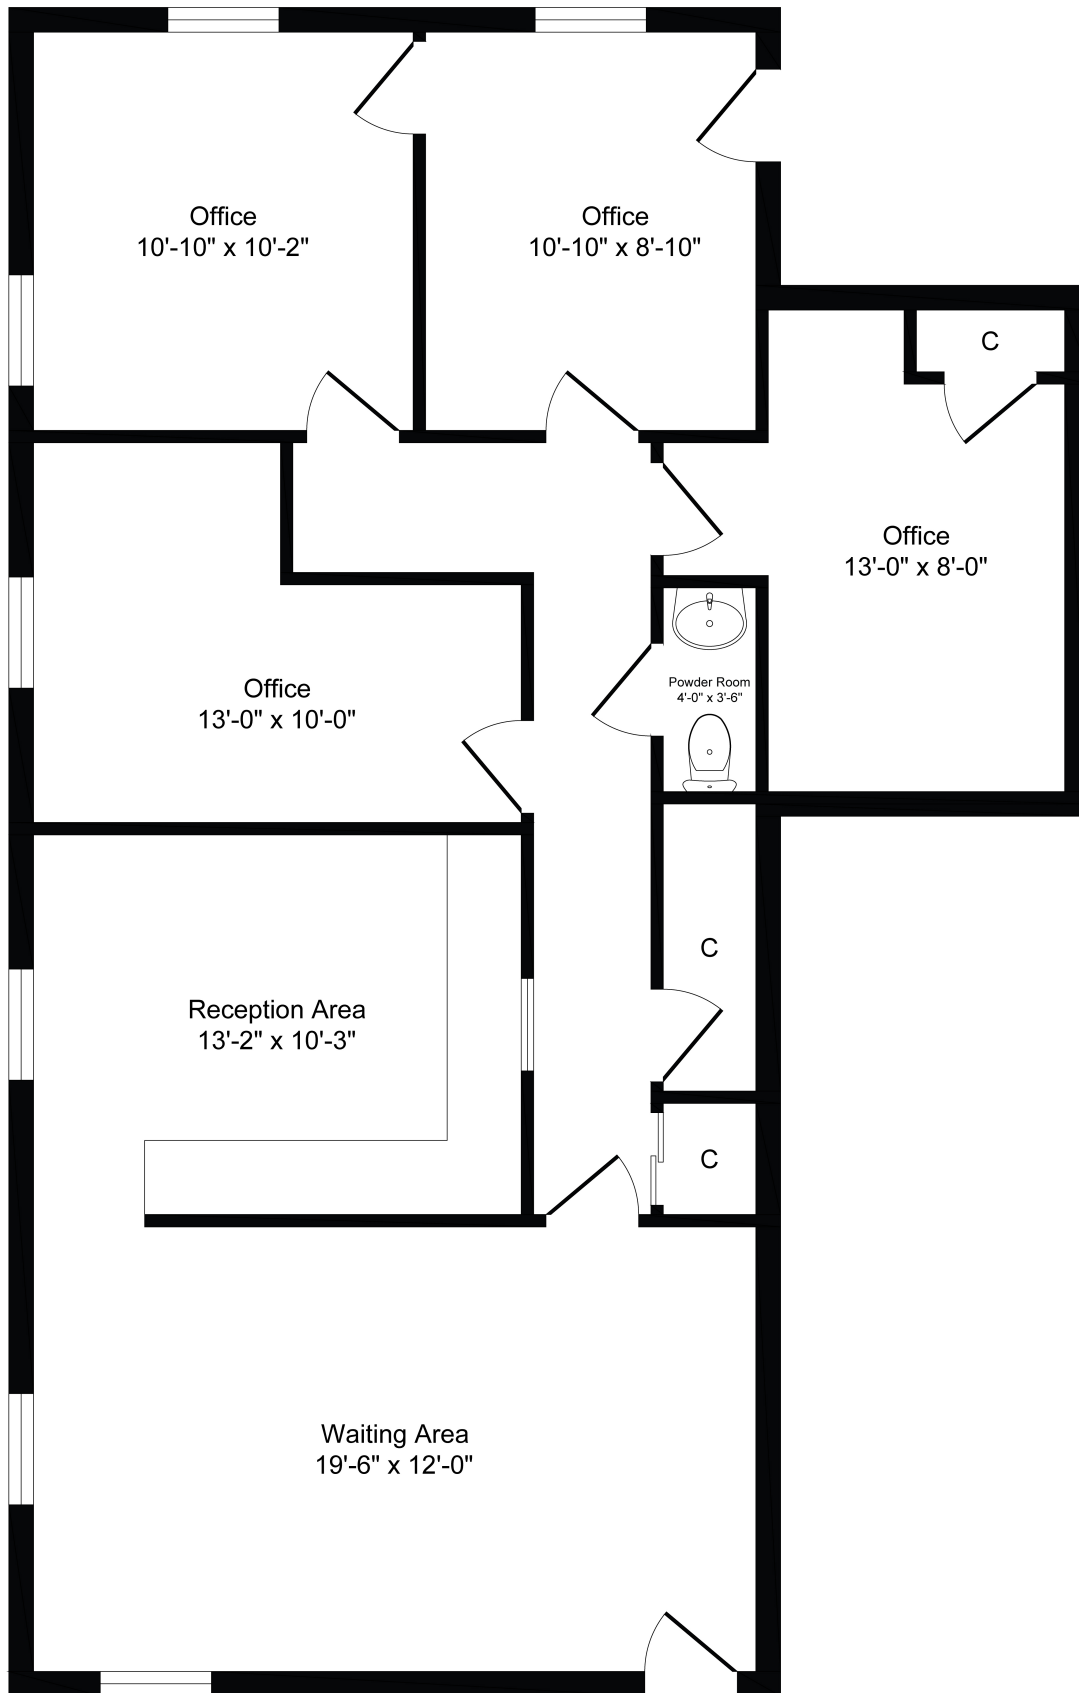 Office
10'-10" x 10'-2"
Office
10'-10" x 8'-10"
C
Office
13'-0" x 8'-0"
Office
13'-0" x 10'-0"
Powder Room
4'-0" x 3'-6"
C
Reception Area
13'-2" x 10'-3"
C
Waiting Area
19'-6" x 12'-0"